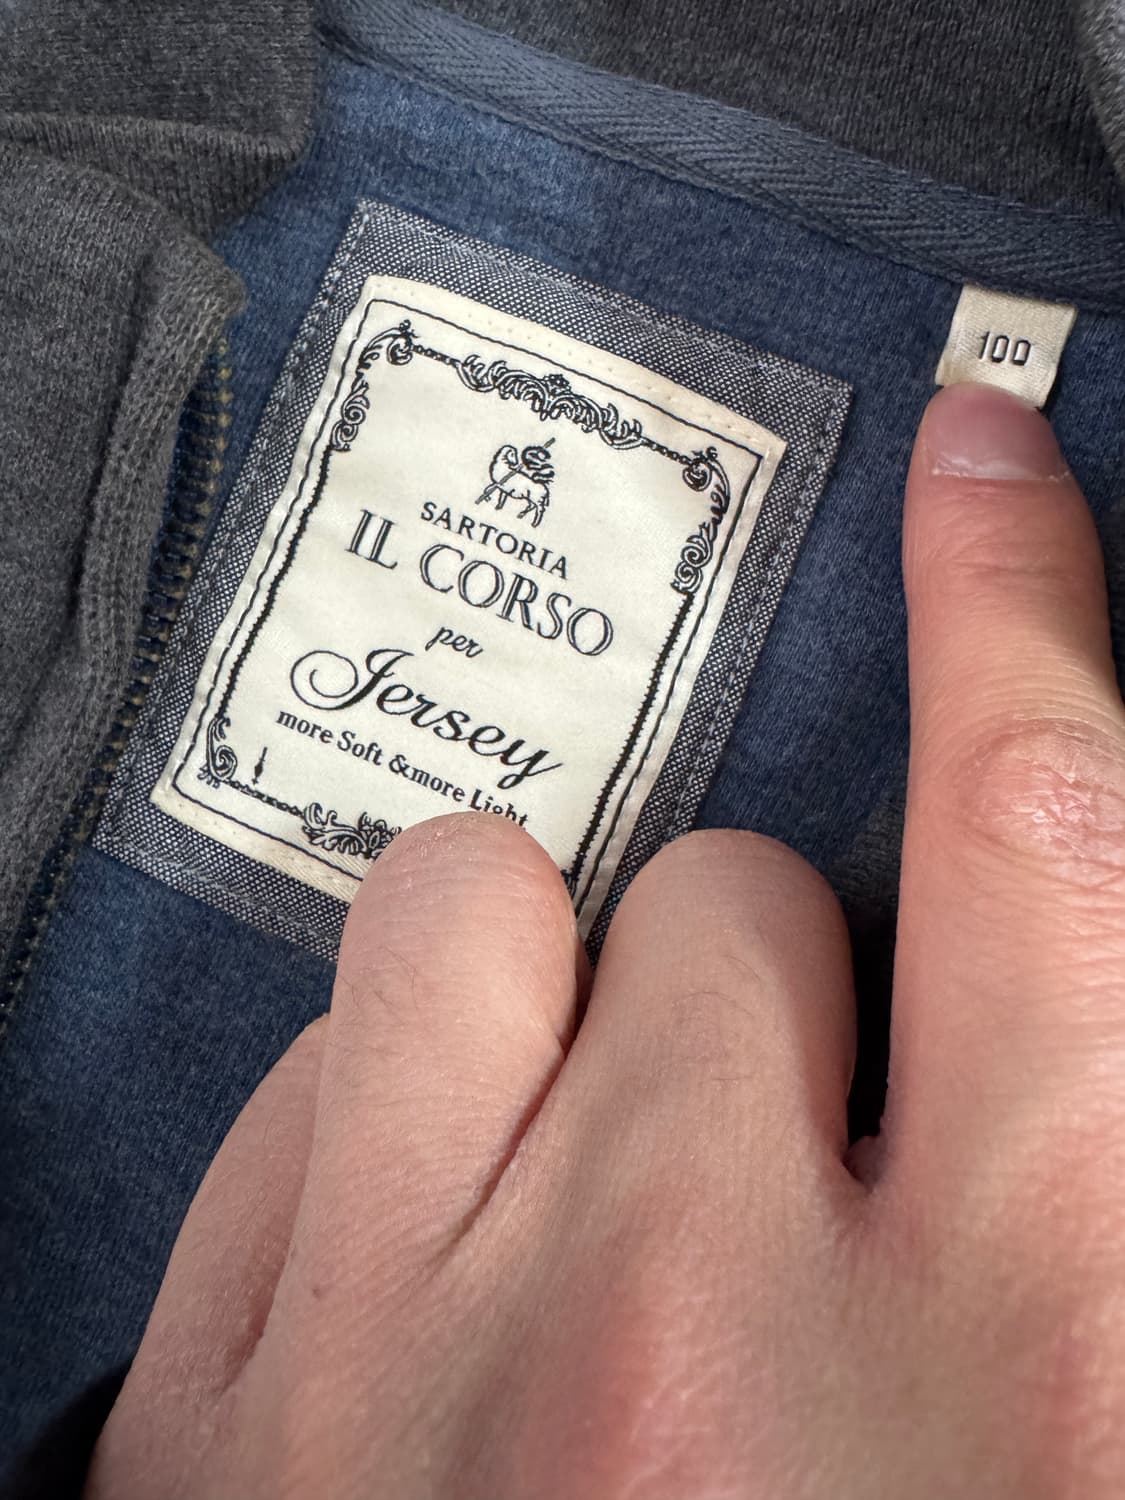 100
SARTORIA
IL CORSO
per
Jersey
more Soft &more Light